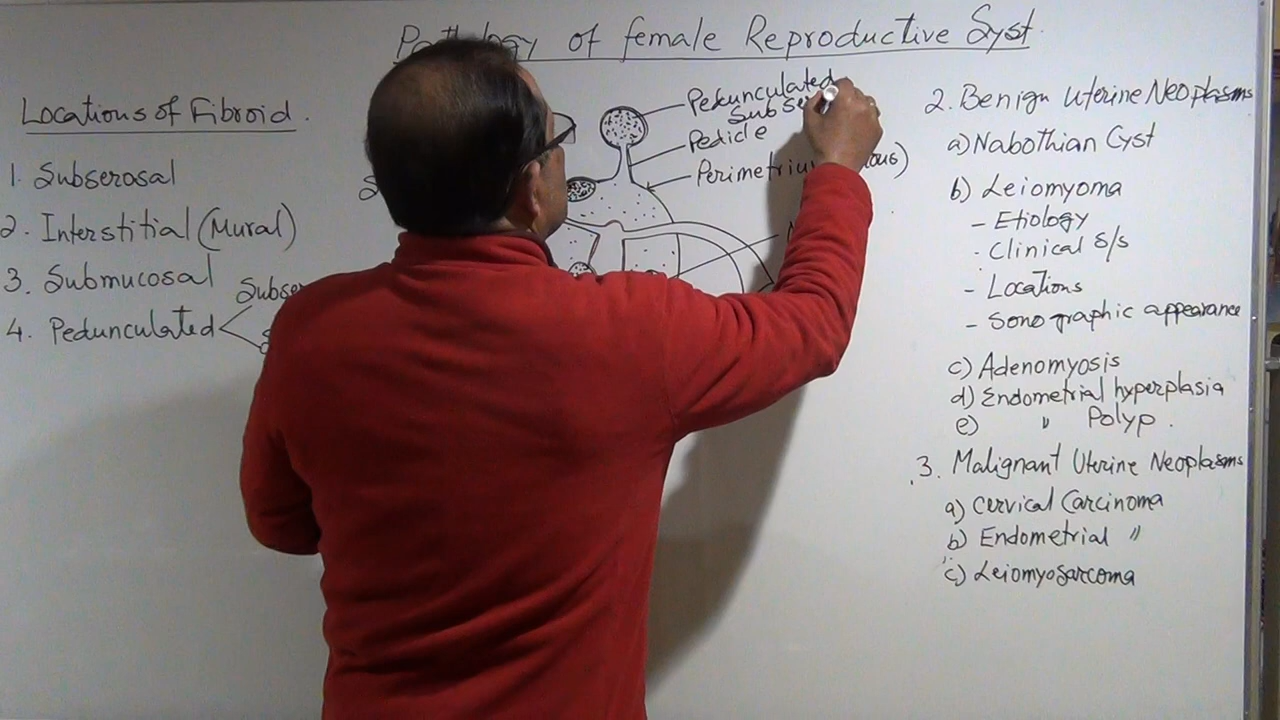 Pathology of female Reproductive Syst.
Locations of Fibroid.
1. Subserosal
2. Interstitial (Mural)
3. Submucosal
4. Pedunculated
Pedunculated
Pedicle
2. Benign Uterine Neoplasms
a) Nabothian Cyst
b) Leiomyoma
- Etiology
- Clinical s/s
- Locations
- Sonographic appearance
c) Adenomyosis
d) Endometrial hyperplasia
e) " Polyp.
3. Malignant Uterine Neoplasms
a) Cervical Carcinoma
b) Endometrial "
c) Leiomyosarcoma